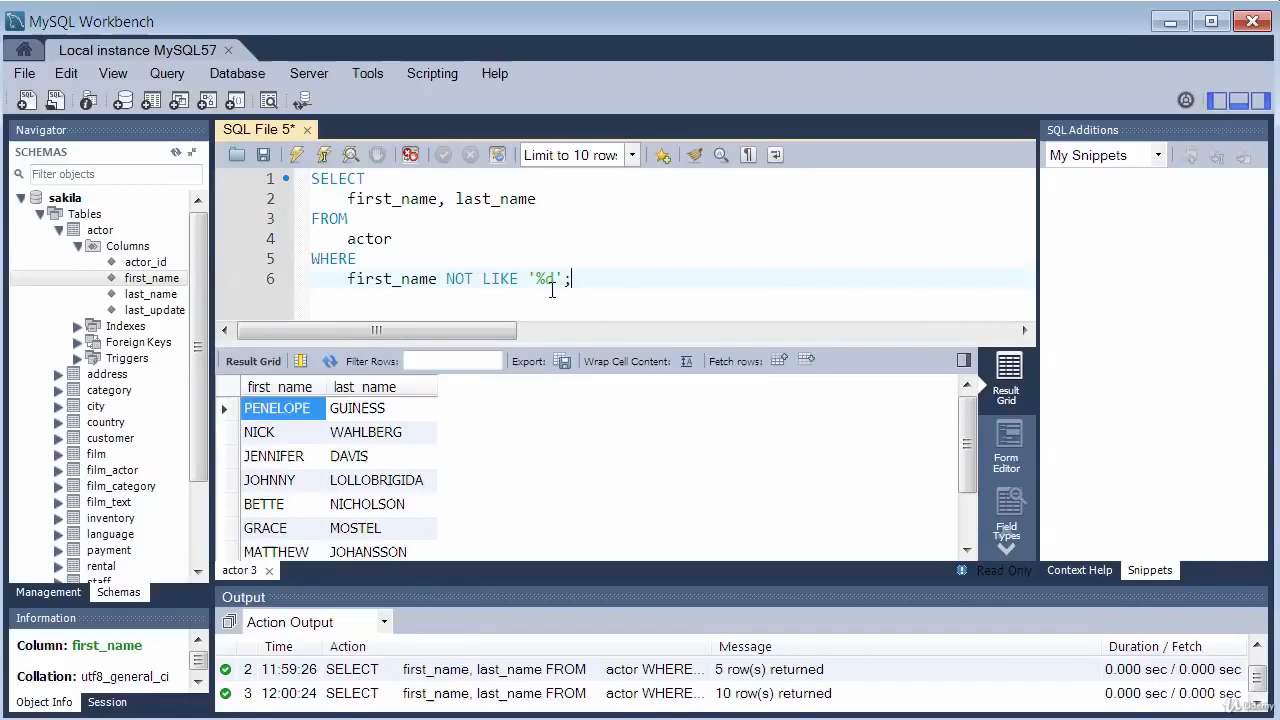 MySQL Workbench
Local instance MySQL57
File Edit View Query Database Server Tools Scripting Help
Navigator
SCHEMAS
Filter objects
sakila
Tables
actor
Columns
actor_id
first_name
last_name
last_update
Indexes
Foreign Keys
Triggers
address
category
city
country
customer
film
film_actor
film_category
film_text
inventory
language
payment
rental
staff
Management Schemas
Information
Column: first_name
Collation: utf8_general_ci
Object Info Session
SQL File 5*
Limit to 10 rows
1 SELECT
2 first_name, last_name
3 FROM
4 actor
5 WHERE
6 first_name NOT LIKE '%d';
Result Grid Filter Rows: Export: Wrap Cell Content: Fetch rows:
first_name last_name
PENELOPE GUINESS
NICK WAHLBERG
JENNIFER DAVIS
JOHNNY LOLLOBRIGIDA
BETTE NICHOLSON
GRACE MOSTEL
MATTHEW JOHANSSON
Result
Grid
Form
Editor
Field
Types
actor 3
Read Only
SQL Additions
My Snippets
Context Help Snippets
Output
Action Output
Time Action Message Duration / Fetch
2 11:59:26 SELECT first_name, last_name FROM actor WHERE... 5 row(s) returned 0.000 sec / 0.000 sec
3 12:00:24 SELECT first_name, last_name FROM actor WHERE... 10 row(s) returned 0.000 sec / 0.000 sec
Udemy